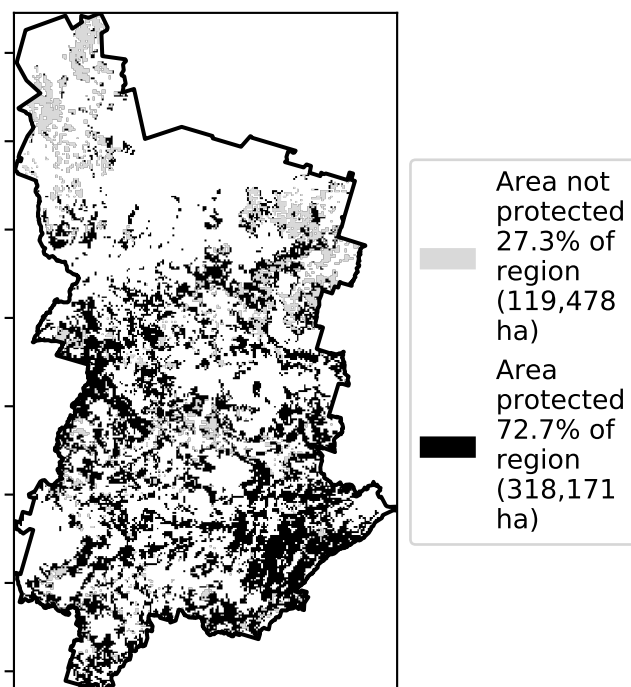 Area not
protected
27.3% of
region
(119,478
ha)
Area
protected
72.7% of
region
(318,171
ha)